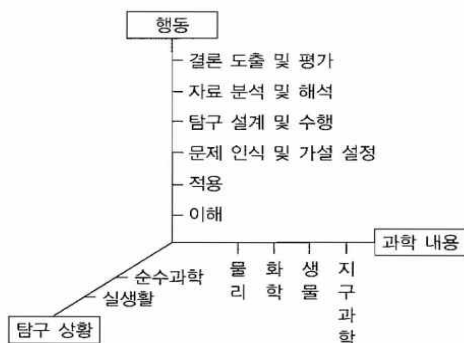 행동
결론 도출 및 평가
자료 분석 및 해석
탐구 설계 및 수행
문제 인식 및 가설 설정
적용
이해
과학 내용
물리
화학
생물
지구과학
순수과학
실생활
탐구 상황